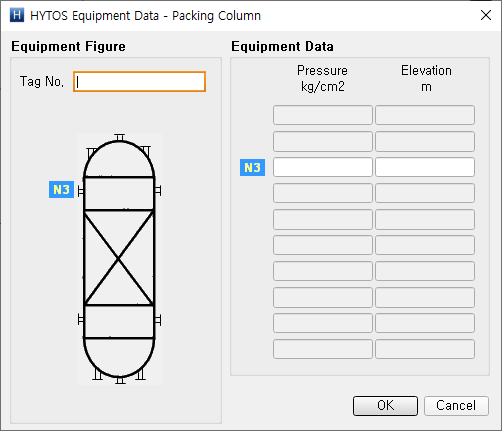 H HYTOS Equipment Data - Packing Column
Equipment Figure
Tag No.
N3
Equipment Data
Pressure Elevation
kg/cm2 m
N3
OK Cancel